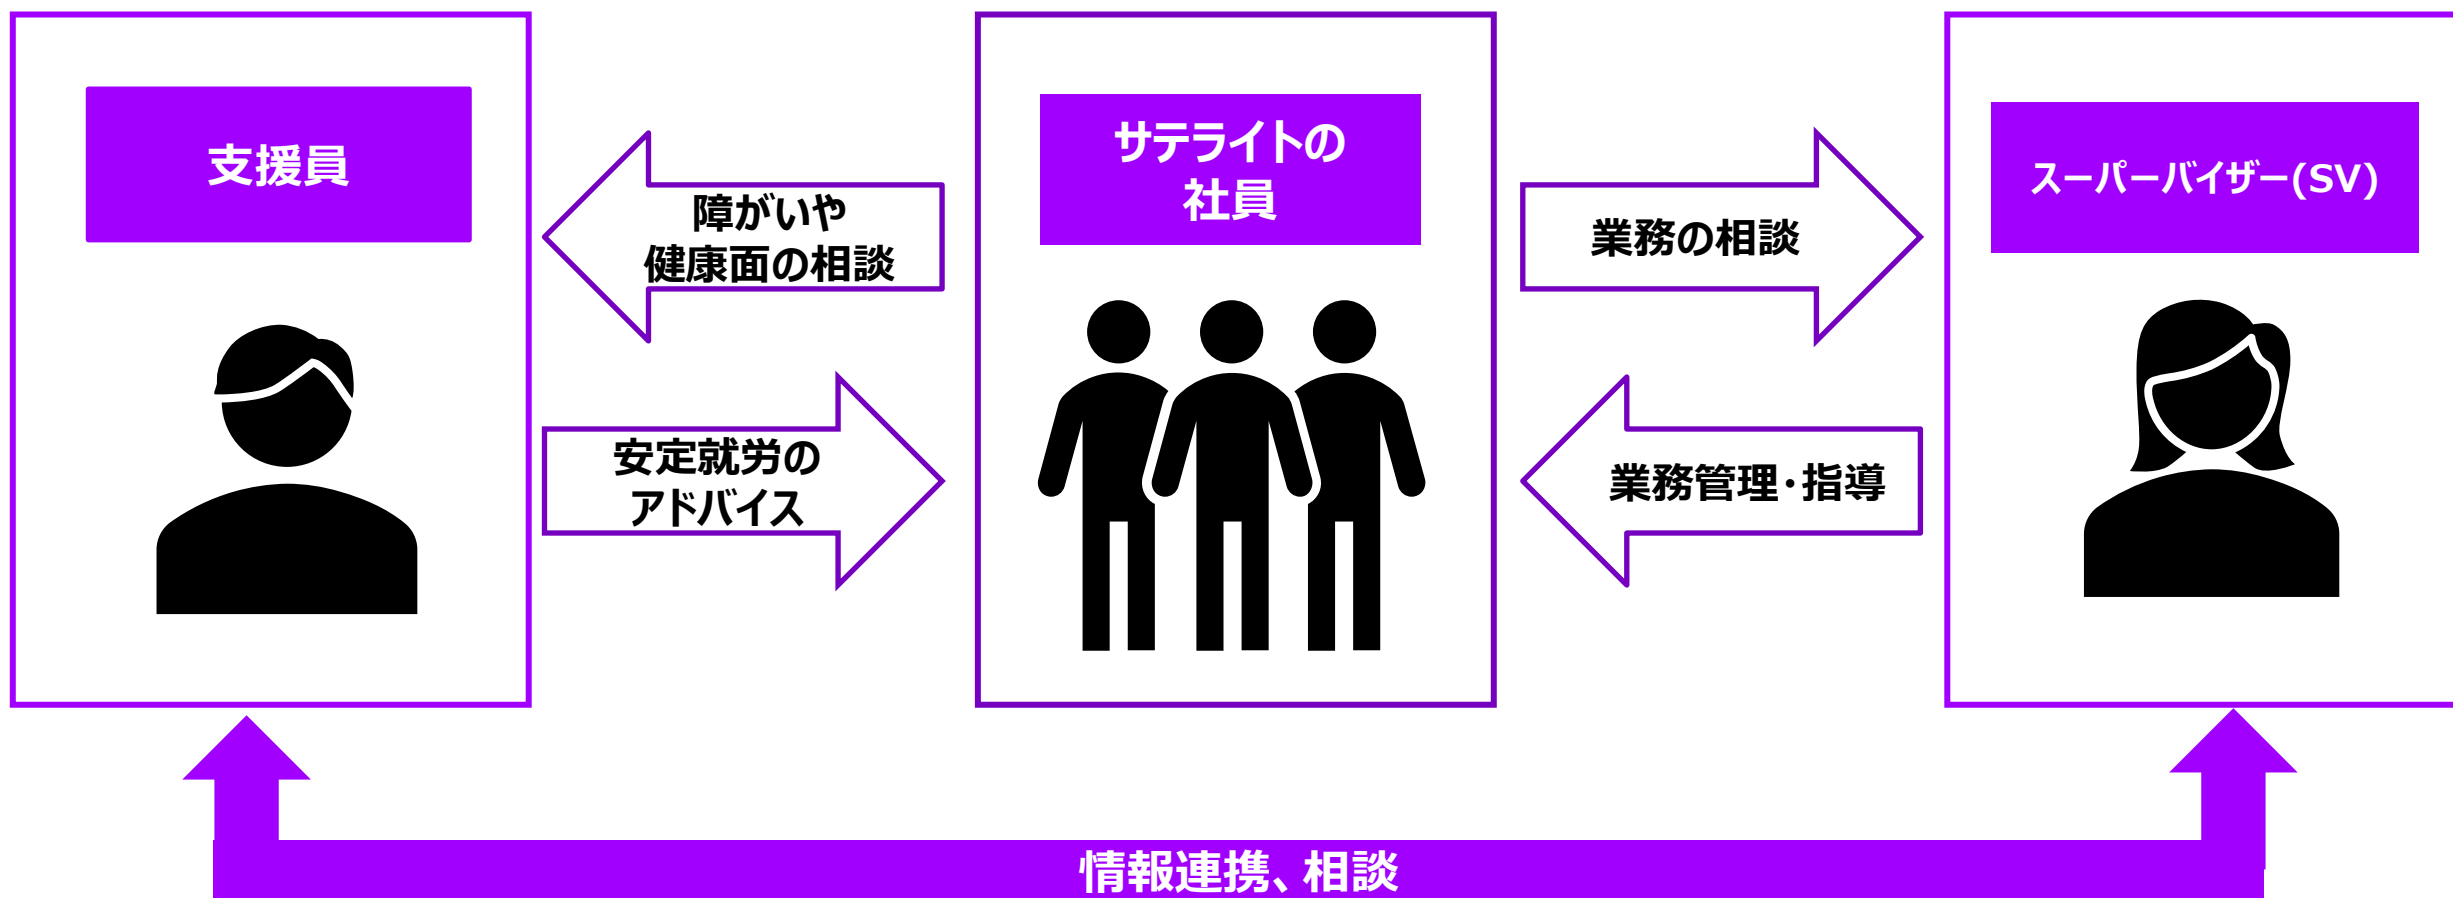 支援員
障がいや
健康面の相談
安定就労の
アドバイス
サテライトの
社員
業務の相談
業務管理・指導
スーパーバイザー(SV)
情報連携、相談